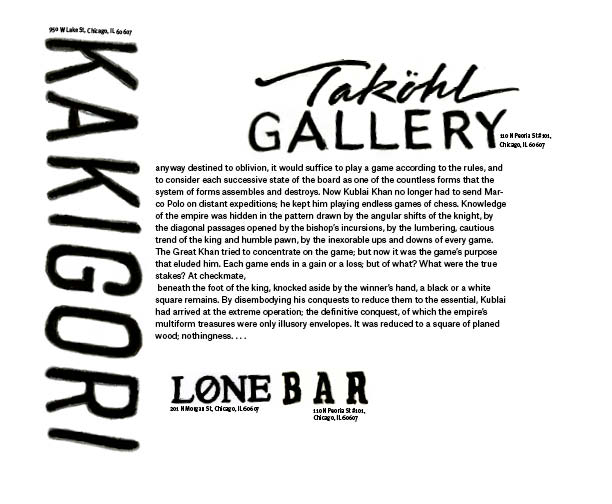 950 W Lake St, Chicago, IL 60607
KAKIGORI
Taköhl
GALLERY
110 N Peoria St #101,
Chicago, IL 60607
anyway destined to oblivion, it would suffice to play a game according to the rules, and
to consider each successive state of the board as one of the countless forms that the
system of forms assembles and destroys. Now Kublai Khan no longer had to send Mar-
co Polo on distant expeditions; he kept him playing endless games of chess. Knowledge
of the empire was hidden in the pattern drawn by the angular shifts of the knight, by
the diagonal passages opened by the bishop's incursions, by the lumbering, cautious
trend of the king and humble pawn, by the inexorable ups and downs of every game.
The Great Khan tried to concentrate on the game; but now it was the game's purpose
that eluded him. Each game ends in a gain or a loss; but of what? What were the true
stakes? At checkmate,
beneath the foot of the king, knocked aside by the winner's hand, a black or a white
square remains. By disembodying his conquests to reduce them to the essential, Kublai
had arrived at the extreme operation; the definitive conquest, of which the empire's
multiform treasures were only illusory envelopes. It was reduced to a square of planed
wood; nothingness. . . .
LØNE BAR
201 N Morgan St, Chicago, IL 60607
110 N Peoria St #101,
Chicago, IL 60607